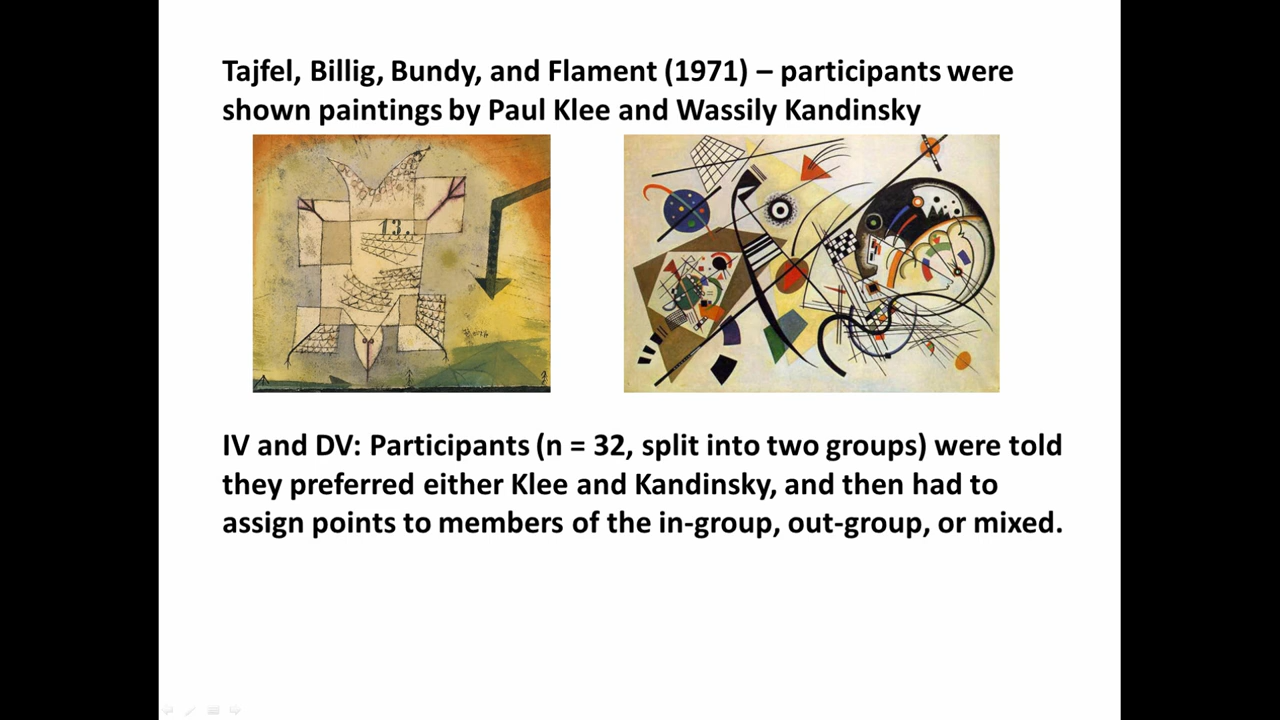 Tajfel, Billig, Bundy, and Flament (1971) – participants were
shown paintings by Paul Klee and Wassily Kandinsky
13.
IV and DV: Participants (n = 32, split into two groups) were told
they preferred either Klee and Kandinsky, and then had to
assign points to members of the in-group, out-group, or mixed.